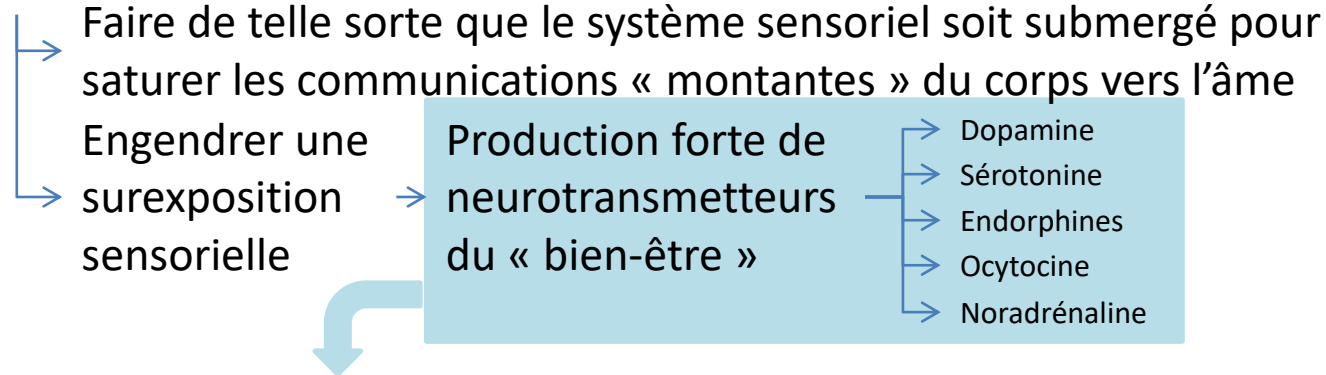 Faire de telle sorte que le système sensoriel soit submergé pour
saturer les communications « montantes » du corps vers l’âme
Engendrer une
surexposition
sensorielle
Production forte de
neurotransmetteurs
du « bien-être »
Dopamine
Sérotonine
Endorphines
Ocytocine
Noradrénaline